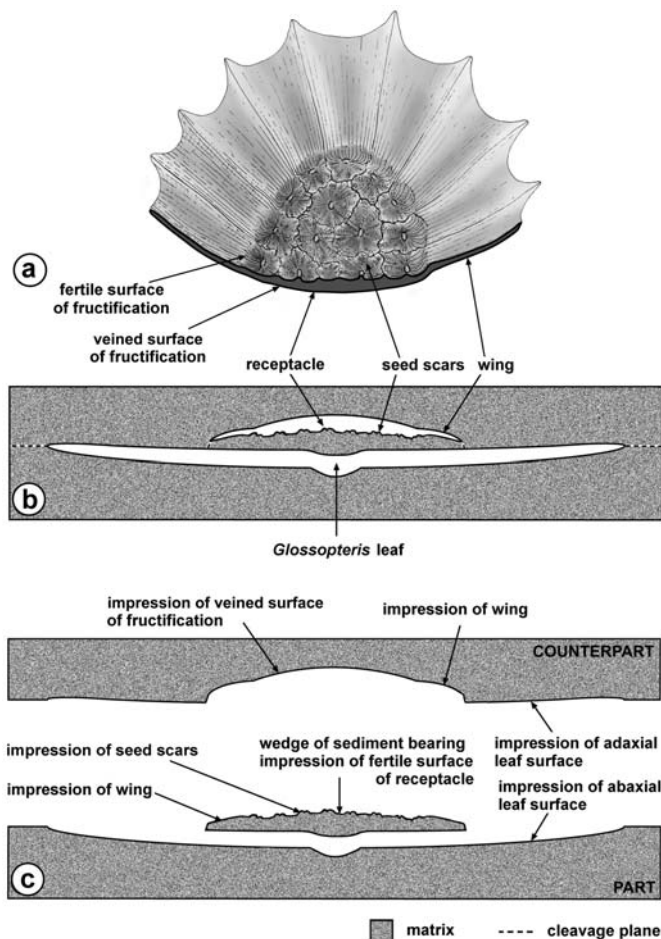 a
fertile surface
of fructification
veined surface
of fructification
receptacle
seed scars
wing
b
Glossopteris leaf
impression of veined surface
of fructification
impression of wing
COUNTERPART
impression of seed scars
wedge of sediment bearing
impression of fertile surface
of receptacle
impression of adaxial
leaf surface
impression of wing
impression of abaxial
leaf surface
c
PART
matrix
cleavage plane